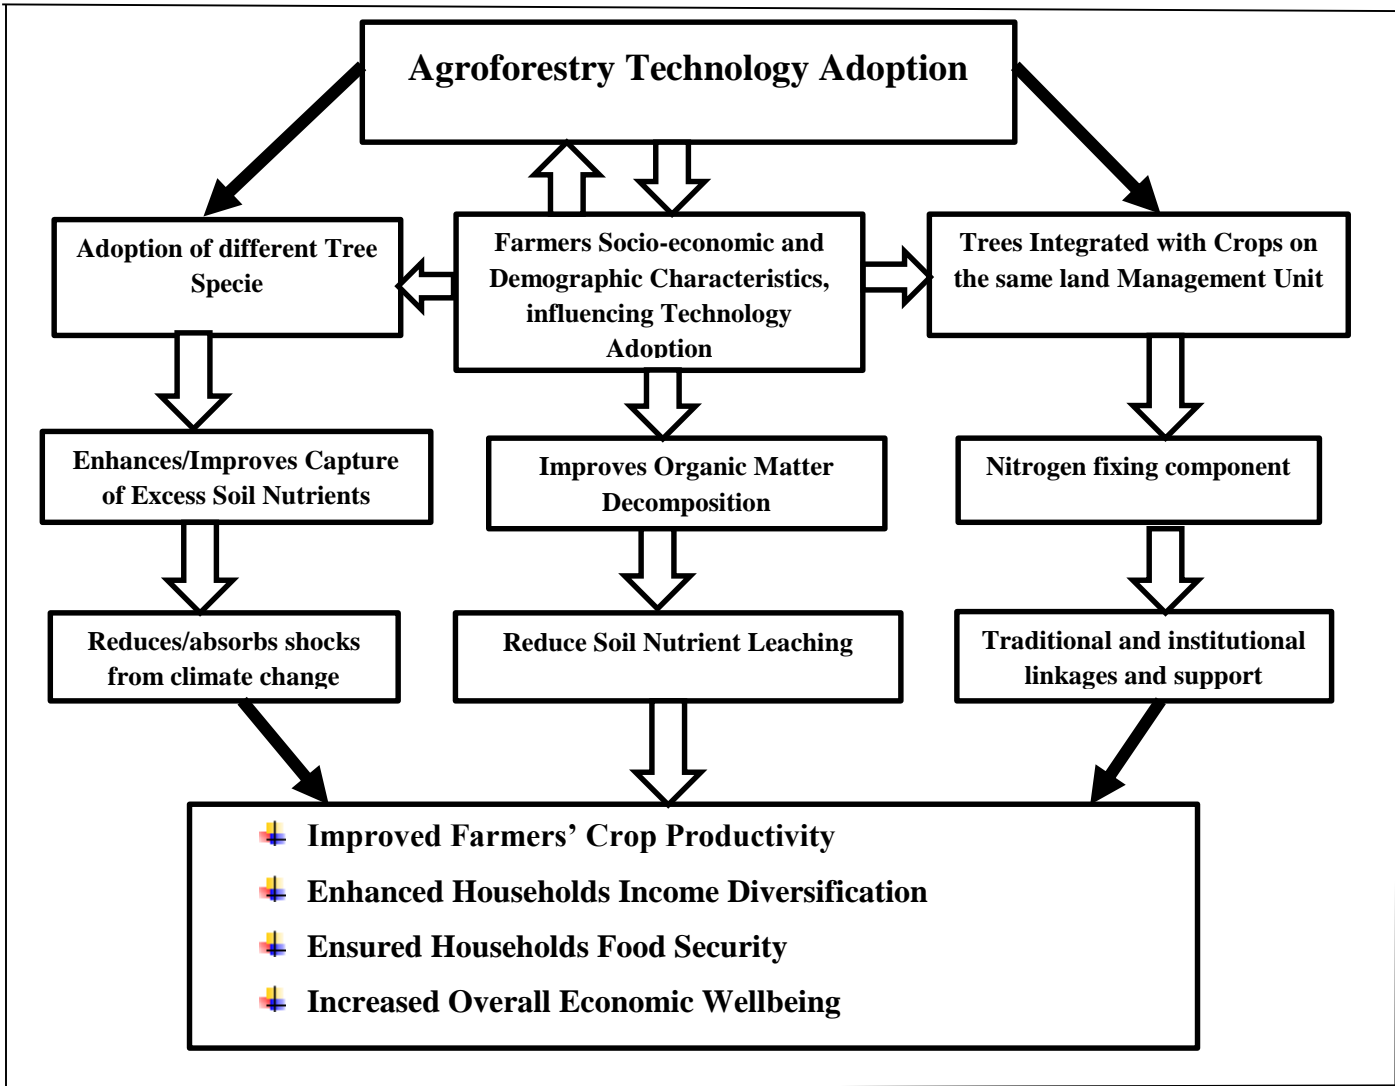 Agroforestry Technology Adoption
Adoption of different Tree
Specie
Farmers Socio-economic and
Demographic Characteristics,
influencing Technology
Adoption
Trees Integrated with Crops on
the same land Management Unit
Enhances/Improves Capture
of Excess Soil Nutrients
Improves Organic Matter
Decomposition
Nitrogen fixing component
Reduces/absorbs shocks
from climate change
Reduce Soil Nutrient Leaching
Traditional and institutional
linkages and support
Improved Farmers’ Crop Productivity
Enhanced Households Income Diversification
Ensured Households Food Security
Increased Overall Economic Wellbeing